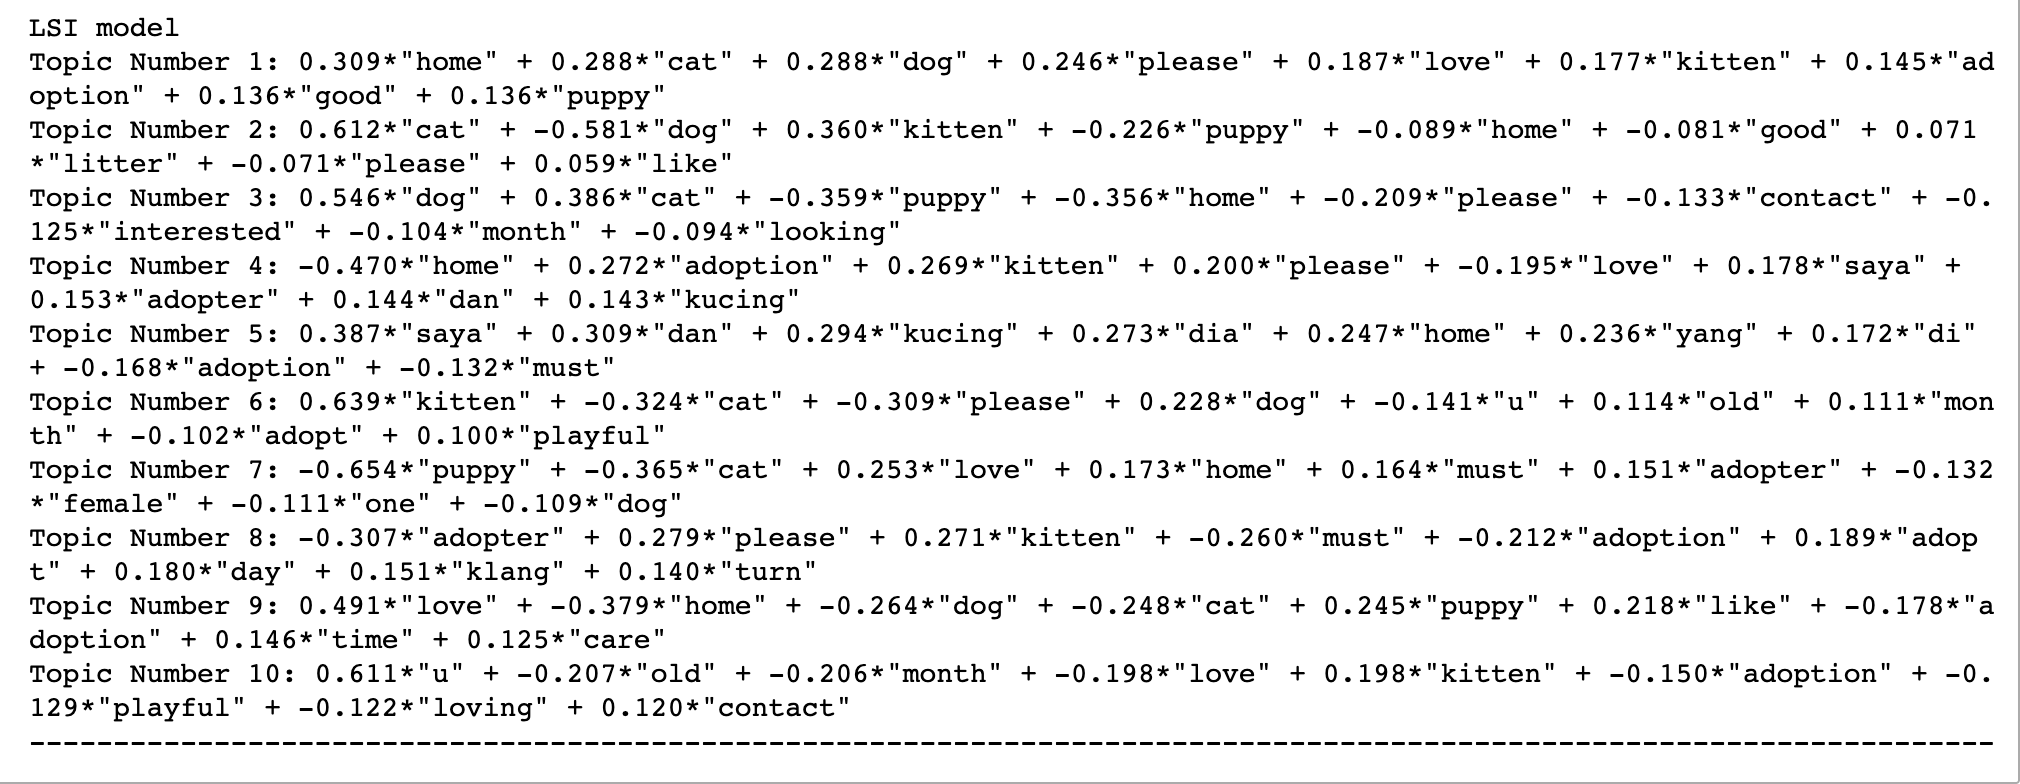 LSI model
Topic Number 1: 0.309*"home" + 0.288*"cat" + 0.288*"dog" + 0.246*"please" + 0.187*"love" + 0.177*"kitten" + 0.145*"ad
option" + 0.136*"good" + 0.136*"puppy"
Topic Number 2: 0.612*"cat" + -0.581*"dog" + 0.360*"kitten" + -0.226*"puppy" + -0.089*"home" + -0.081*"good" + 0.071
*"litter" + -0.071*"please" + 0.059*"like"
Topic Number 3: 0.546*"dog" + 0.386*"cat" + -0.359*"puppy" + -0.356*"home" + -0.209*"please" + -0.133*"contact" + -0.
125*"interested" + -0.104*"month" + -0.094*"looking"
Topic Number 4: -0.470*"home" + 0.272*"adoption" + 0.269*"kitten" + 0.200*"please" + -0.195*"love" + 0.178*"saya" +
0.153*"adopter" + 0.144*"dan" + 0.143*"kucing"
Topic Number 5: 0.387*"saya" + 0.309*"dan" + 0.294*"kucing" + 0.273*"dia" + 0.247*"home" + 0.236*"yang" + 0.172*"di"
+ -0.168*"adoption" + -0.132*"must"
Topic Number 6: 0.639*"kitten" + -0.324*"cat" + -0.309*"please" + 0.228*"dog" + -0.141*"u" + 0.114*"old" + 0.111*"mon
th" + -0.102*"adopt" + 0.100*"playful"
Topic Number 7: -0.654*"puppy" + -0.365*"cat" + 0.253*"love" + 0.173*"home" + 0.164*"must" + 0.151*"adopter" + -0.132
*"female" + -0.111*"one" + -0.109*"dog"
Topic Number 8: -0.307*"adopter" + 0.279*"please" + 0.271*"kitten" + -0.260*"must" + -0.212*"adoption" + 0.189*"adop
t" + 0.180*"day" + 0.151*"klang" + 0.140*"turn"
Topic Number 9: 0.491*"love" + -0.379*"home" + -0.264*"dog" + -0.248*"cat" + 0.245*"puppy" + 0.218*"like" + -0.178*"a
doption" + 0.146*"time" + 0.125*"care"
Topic Number 10: 0.611*"u" + -0.207*"old" + -0.206*"month" + -0.198*"love" + 0.198*"kitten" + -0.150*"adoption" + -0.
129*"playful" + -0.122*"loving" + 0.120*"contact"
---------------------------------------------------------------------------------------------------------------------